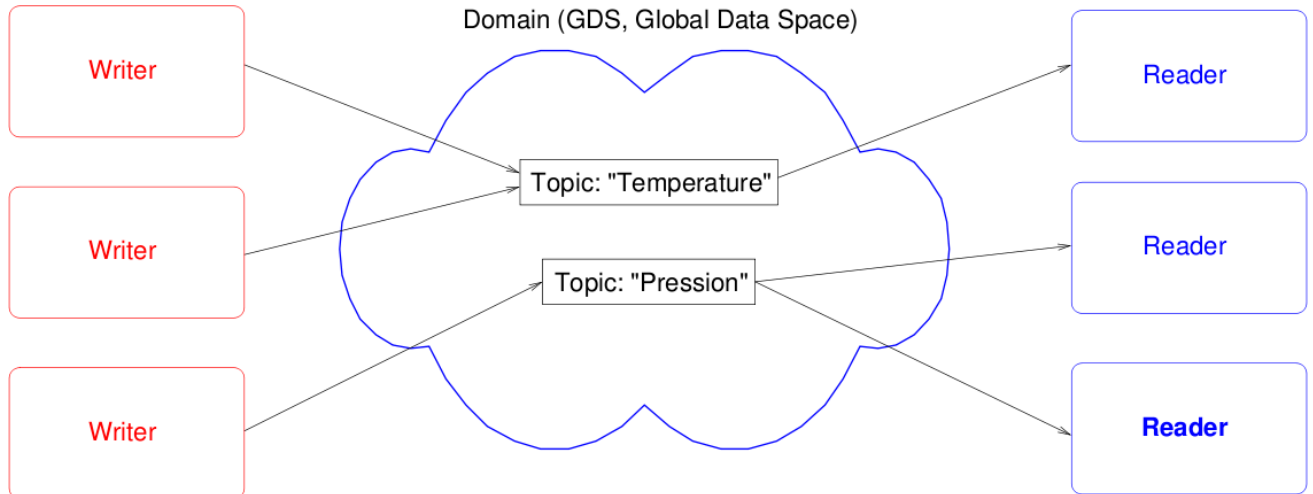 Domain (GDS, Global Data Space)
Writer
Reader
Topic: "Temperature"
Writer
Reader
Topic: "Pression"
Writer
Reader